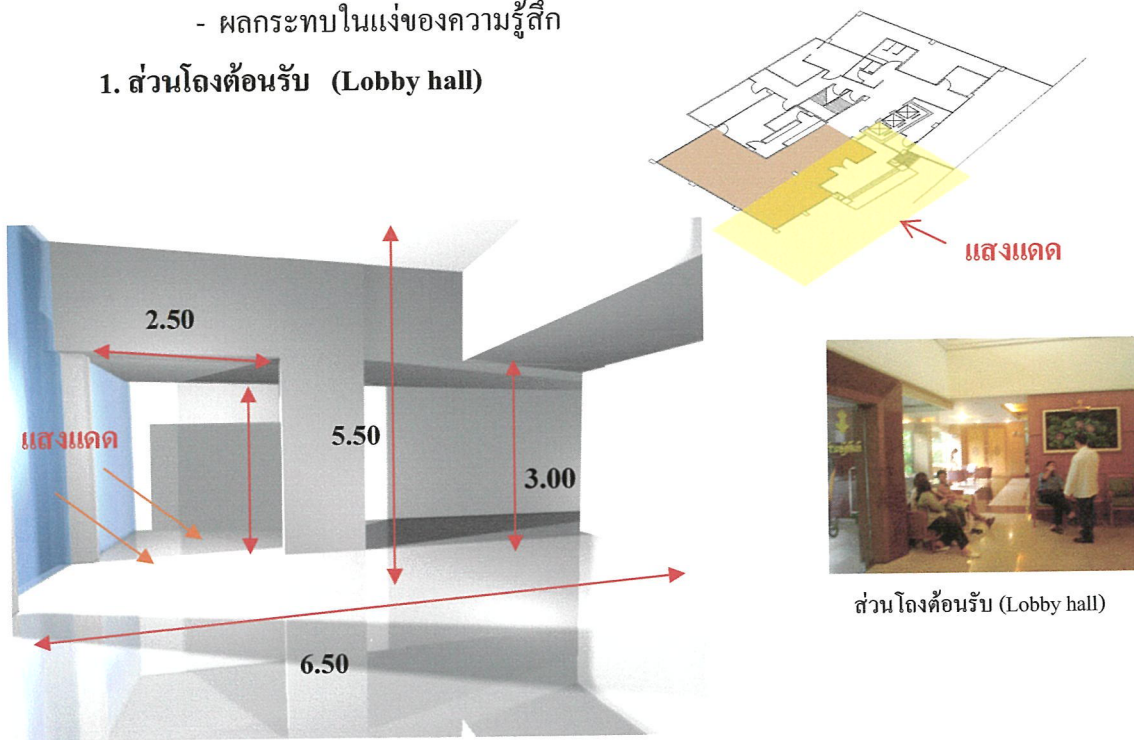 - ผลกระทบในแง่ของความรู้สึก
1. ส่วนโถงต้อนรับ (Lobby hall)
แสงแดด
2.50
แสงแดด
5.50
3.00
6.50
ส่วนโถงต้อนรับ (Lobby hall)